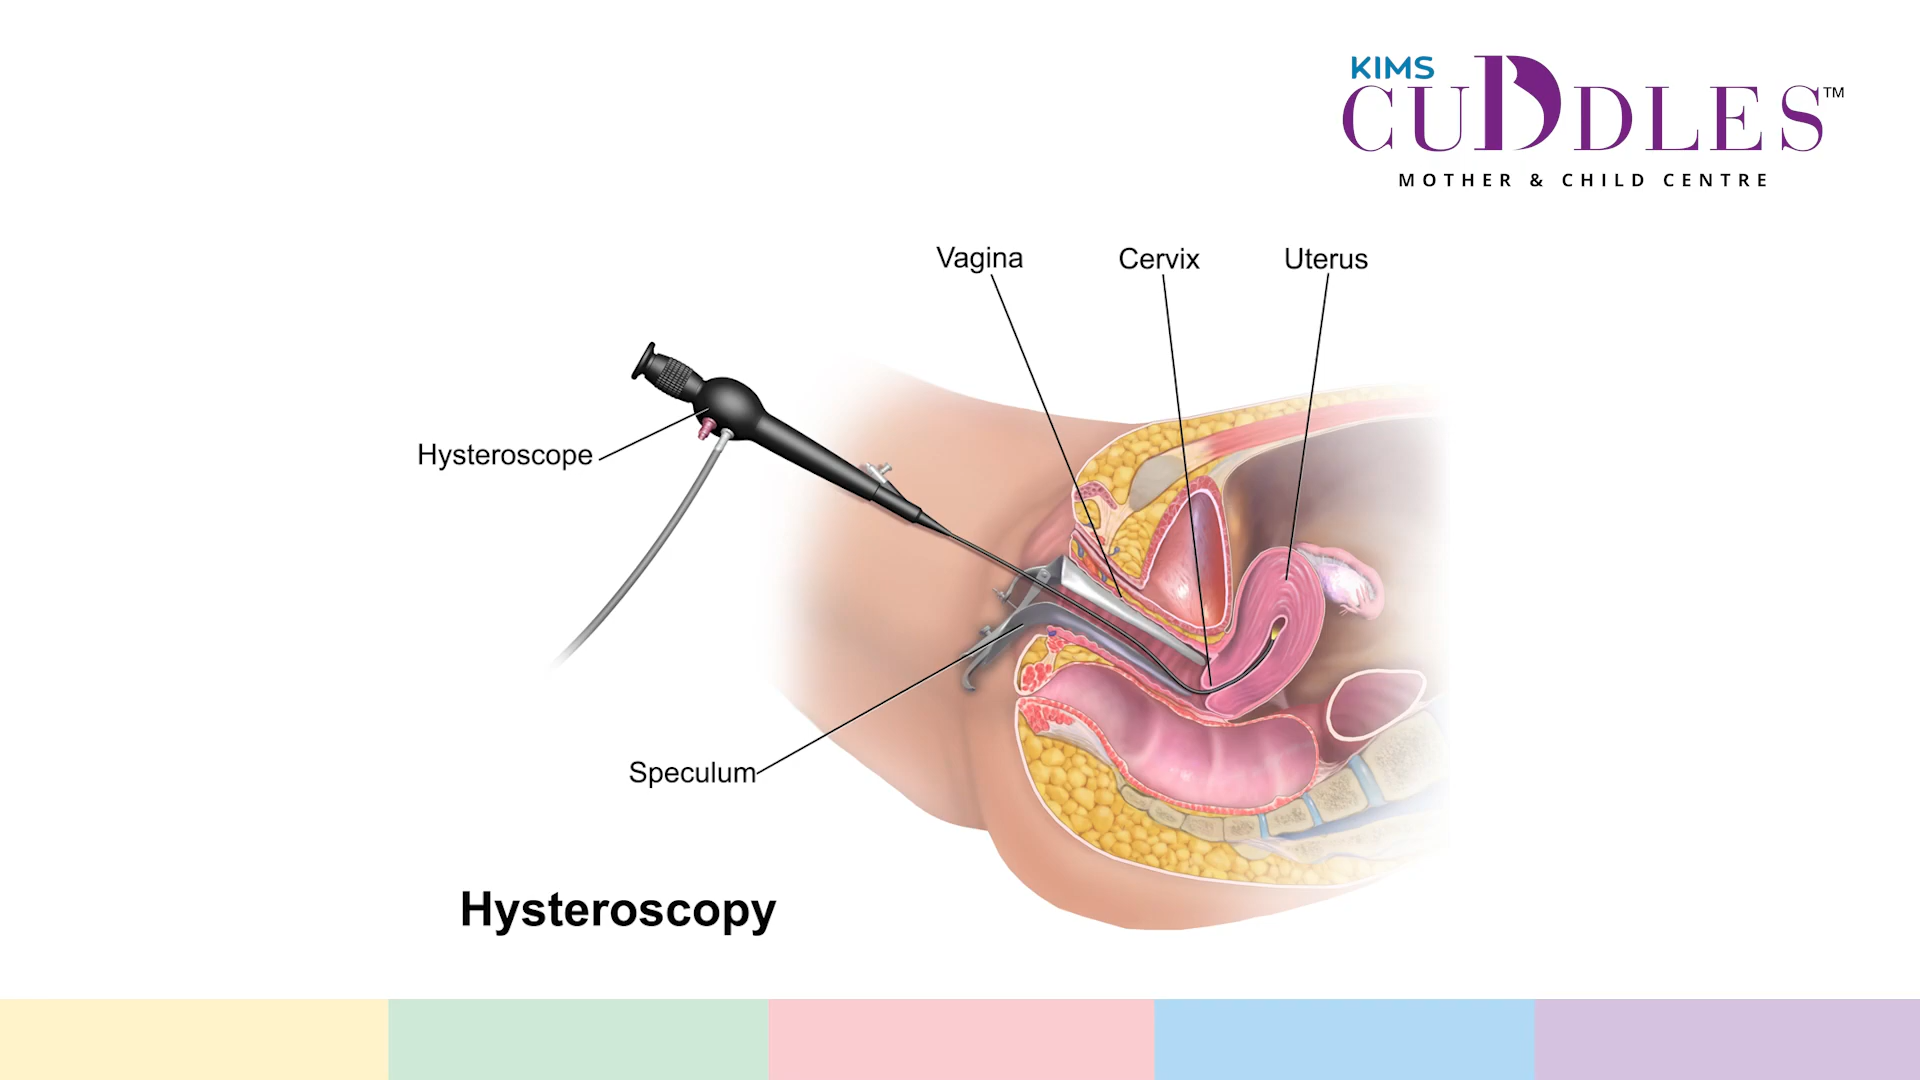 KIMS
CUDDLES™
MOTHER & CHILD CENTRE
Vagina
Cervix
Uterus
Hysteroscope
Speculum
Hysteroscopy